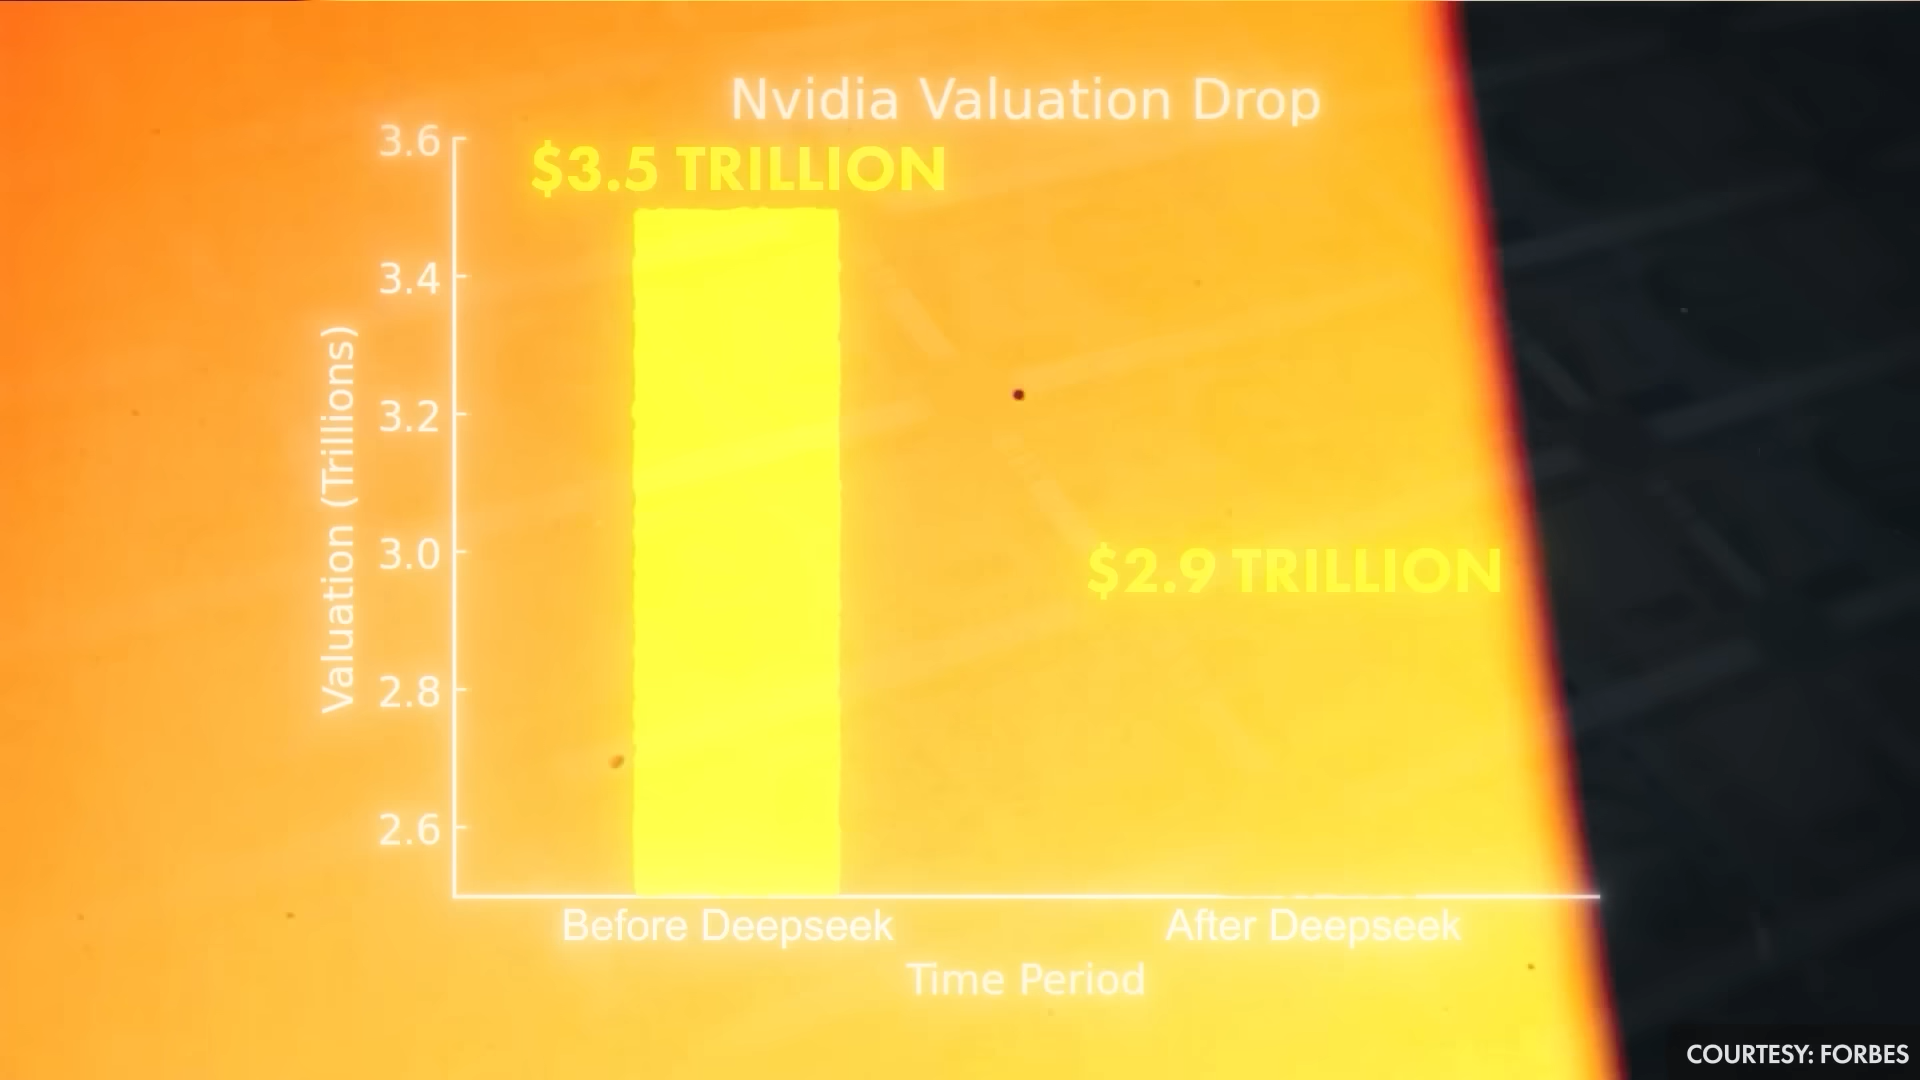 Nvidia Valuation Drop
3.6
$3.5 TRILLION
3.4
3.2
3.0
$2.9 TRILLION
2.8
2.6
Valuation (Trillions)
Before Deepseek
After Deepseek
Time Period
COURTESY: FORBES